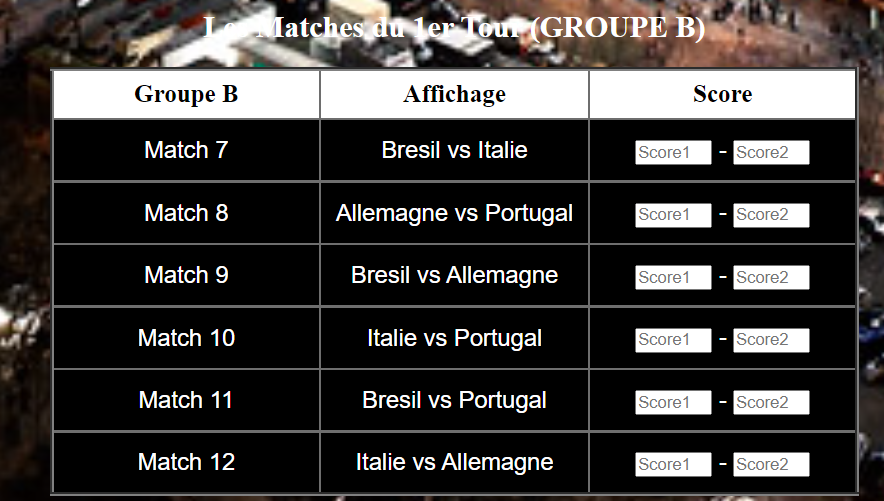 Les Matches du 1er Tour (GROUPE B)
Groupe B Affichage Score
Match 7 Bresil vs Italie Score1 - Score2
Match 8 Allemagne vs Portugal Score1 - Score2
Match 9 Bresil vs Allemagne Score1 - Score2
Match 10 Italie vs Portugal Score1 - Score2
Match 11 Bresil vs Portugal Score1 - Score2
Match 12 Italie vs Allemagne Score1 - Score2